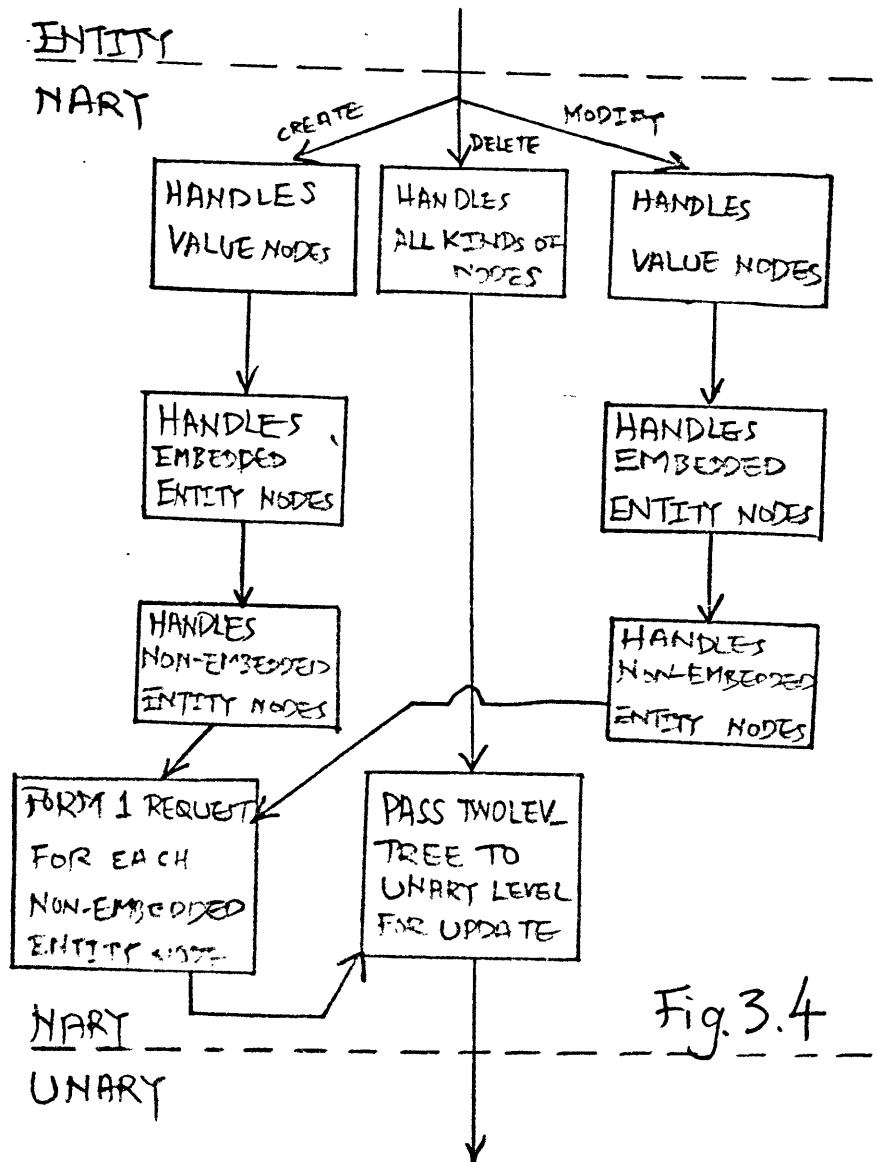 ENTITY
NARY
CREATE
DELETE
MODIFY
HANDLES
VALUE NODES
HANDLES
ALL KINDS OF
NODES
HANDLES
VALUE NODES
HANDLES
EMBEDDED
ENTITY NODES
HANDLES
EMBEDDED
ENTITY NODES
HANDLES
NON-EMBEDDED
ENTITY NODES
HANDLES
NON-EMBEDDED
ENTITY NODES
FORM 1 REQUEST
FOR EACH
NON-EMBEDDED
ENTITY NODE
PASS TWOLEV_
TREE TO
UNARY LEVEL
FOR UPDATE
Fig. 3.4
NARY
UNARY